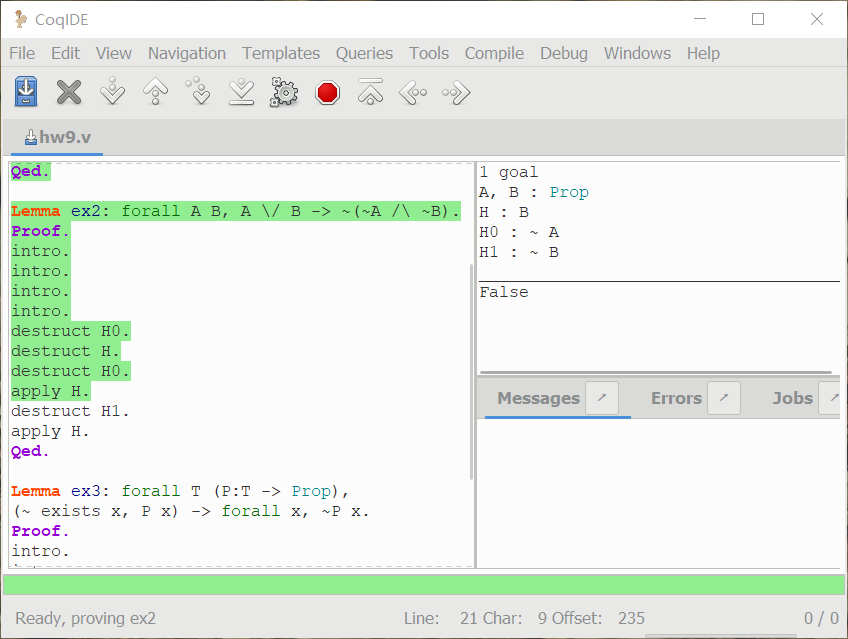 CoqIDE
File Edit View Navigation Templates Queries Tools Compile Debug Windows Help
hw9.v
Qed.
Lemma ex2: forall A B, A \/ B -> ~(~A /\ ~B).
Proof.
intro.
intro.
intro.
intro.
destruct H0.
destruct H.
destruct H0.
apply H.
destruct H1.
apply H.
Qed.
Lemma ex3: forall T (P:T -> Prop),
(~ exists x, P x) -> forall x, ~P x.
Proof.
intro.
1 goal
A, B : Prop
H : B
H0 : ~ A
H1 : ~ B
False
Messages Errors Jobs
Ready, proving ex2 Line: 21 Char: 9 Offset: 235 0 / 0